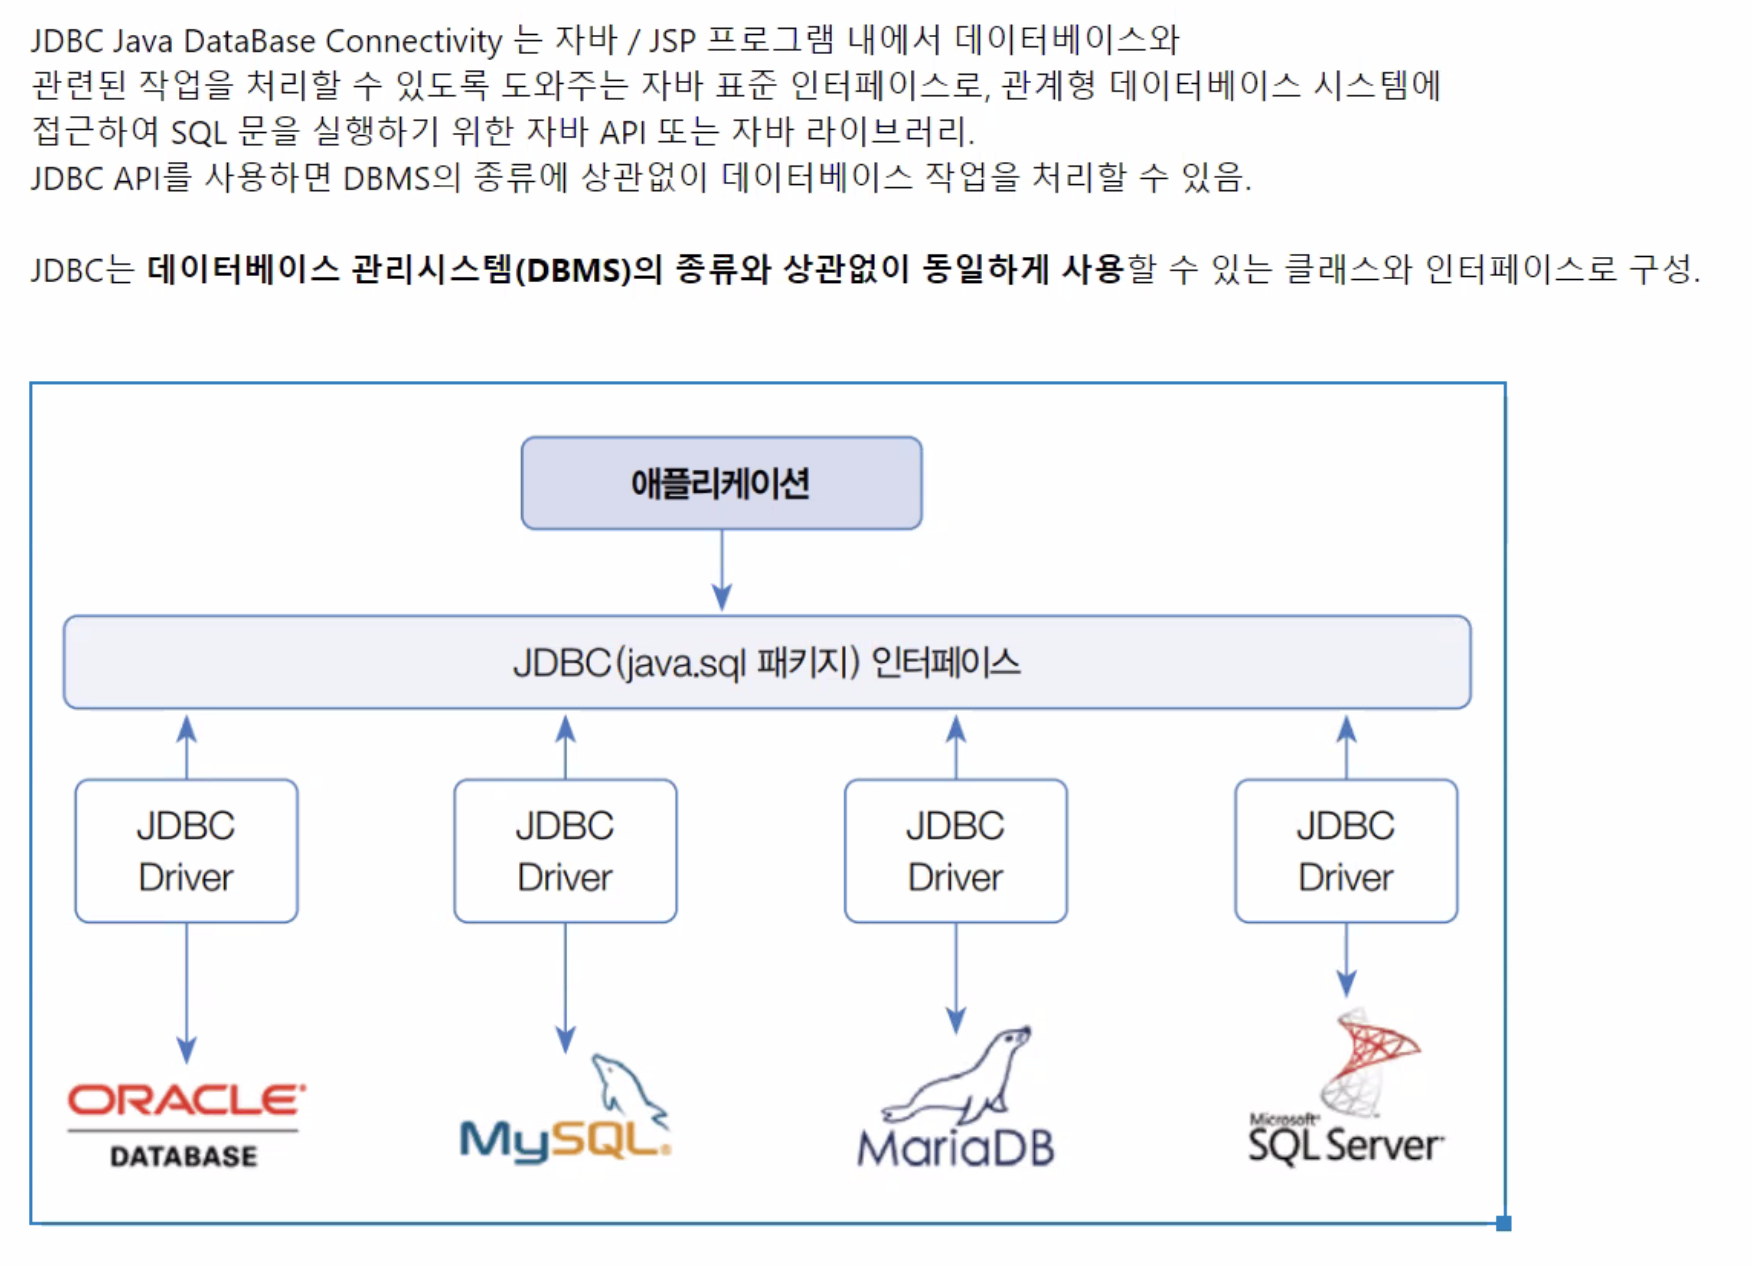 JDBC Java DataBase Connectivity 는 자바 / JSP 프로그램 내에서 데이터베이스와
관련된 작업을 처리할 수 있도록 도와주는 자바 표준 인터페이스로, 관계형 데이터베이스 시스템에
접근하여 SQL 문을 실행하기 위한 자바 API 또는 자바 라이브러리.
JDBC API를 사용하면 DBMS의 종류에 상관없이 데이터베이스 작업을 처리할 수 있음.
JDBC는 데이터베이스 관리시스템(DBMS)의 종류와 상관없이 동일하게 사용할 수 있는 클래스와 인터페이스로 구성.
애플리케이션
JDBC(java.sql 패키지) 인터페이스
JDBC
Driver
JDBC
Driver
JDBC
Driver
JDBC
Driver
ORACLE
DATABASE
MySQL
MariaDB
Microsoft
SQL Server